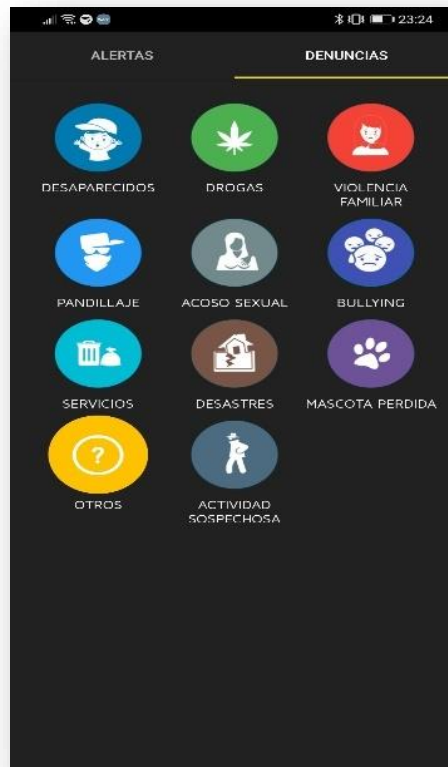 23:24
ALERTAS
DENUNCIAS
DESAPARECIDOS
DROGAS
VIOLENCIA
FAMILIAR
PANDILLAJE
ACOSO SEXUAL
BULLYING
SERVICIOS
DESASTRES
MASCOTA PERDIDA
?
OTROS
ACTIVIDAD
SOSPECHOSA